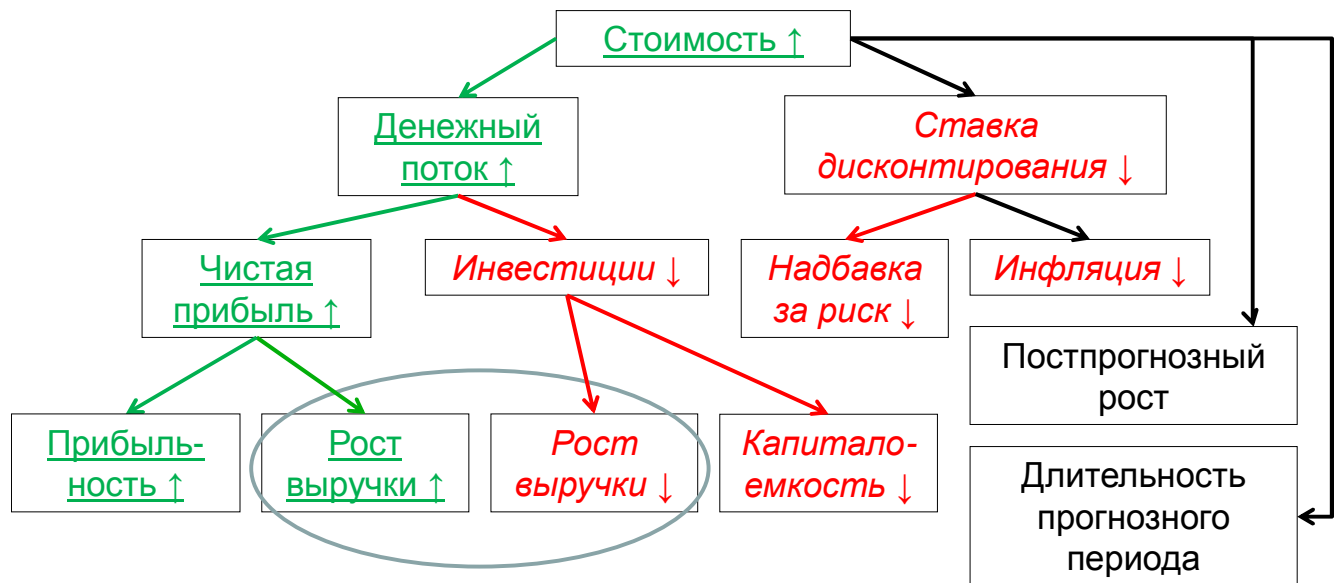 Стоимость ↑
Денежный
поток ↑
Ставка
дисконтирования ↓
Чистая
прибыль ↑
Инвестиции ↓
Надбавка
за риск ↓
Инфляция ↓
Постпрогнозный
рост
Прибыль-
ность ↑
Рост
выручки ↑
Рост
выручки ↓
Капитало-
емкость ↓
Длительность
прогнозного
периода